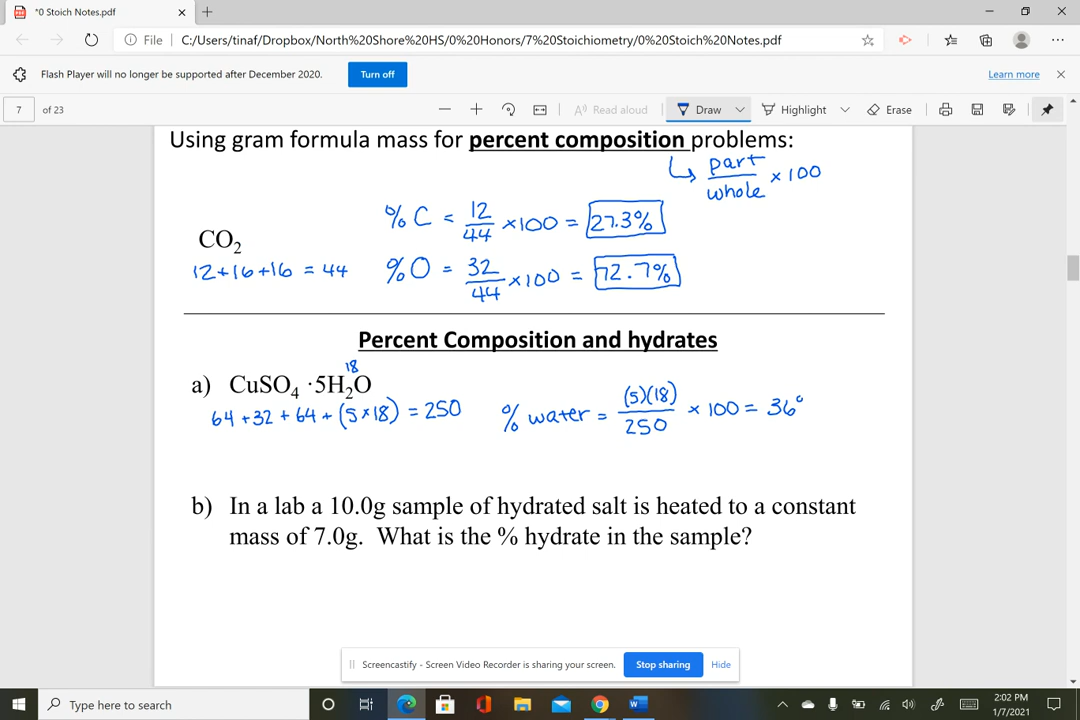 *0 Stoich Notes.pdf
File C:/Users/tinaf/Dropbox/North%20Shore%20HS/0%20Honors/7%20Stoichiometry/0%20Stoich%20Notes.pdf
Flash Player will no longer be supported after December 2020. Turn off Learn more
7 of 23 Read aloud Draw Highlight Erase
Using gram formula mass for percent composition problems:
↳ part/whole × 100
% C = 12/44 × 100 = 27.3%
CO₂
12+16+16 = 44 % O = 32/44 × 100 = 72.7%
Percent Composition and hydrates
18
a) CuSO₄ ·5H₂O
64+32+64+(5×18) = 250 % water = (5)(18)/250 × 100 = 36°
b) In a lab a 10.0g sample of hydrated salt is heated to a constant
mass of 7.0g. What is the % hydrate in the sample?
Screencastify - Screen Video Recorder is sharing your screen. Stop sharing Hide
Type here to search
2:02 PM
1/7/2021